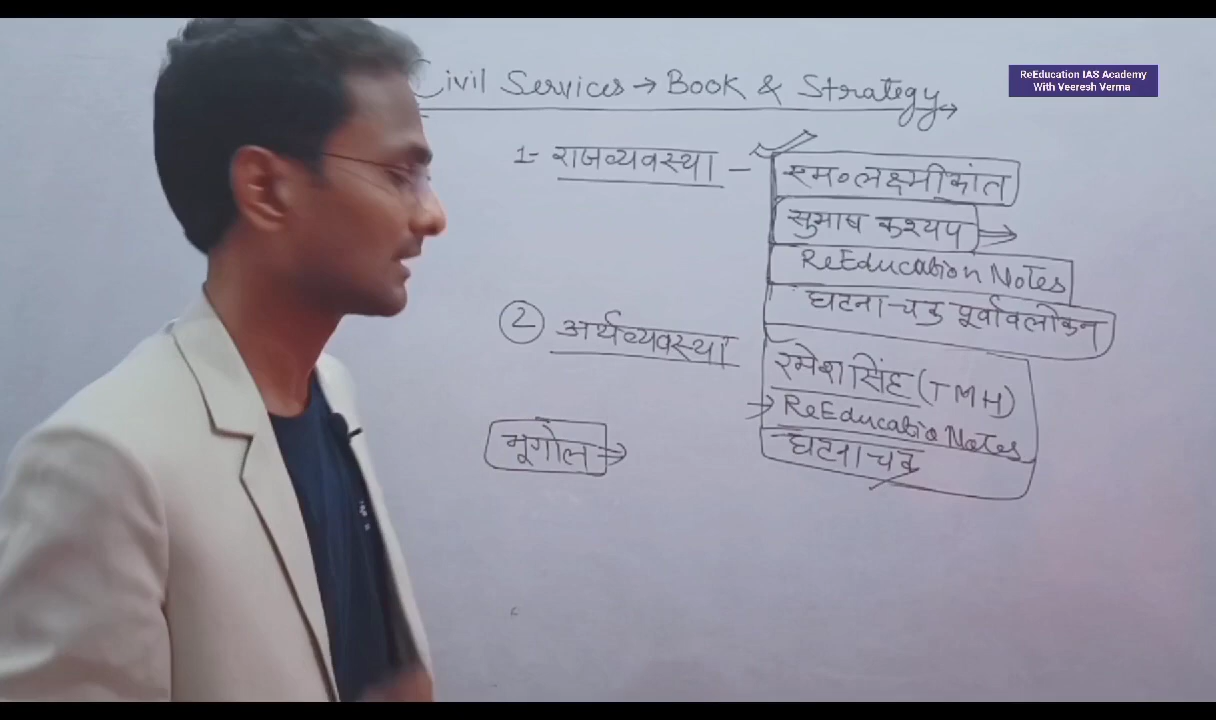 Civil Services → Book & Strategy
ReEducation IAS Academy
With Veeresh Verma
1- राजव्यवस्था - एम॰लक्ष्मीकांत
सुभाष कश्यप
ReEducation Notes
घटना चक्र पूर्वावलोकन
2 अर्थव्यवस्था
रमेश सिंह (TMH)
ReEducation Notes
घटना चक्र
भूगोल